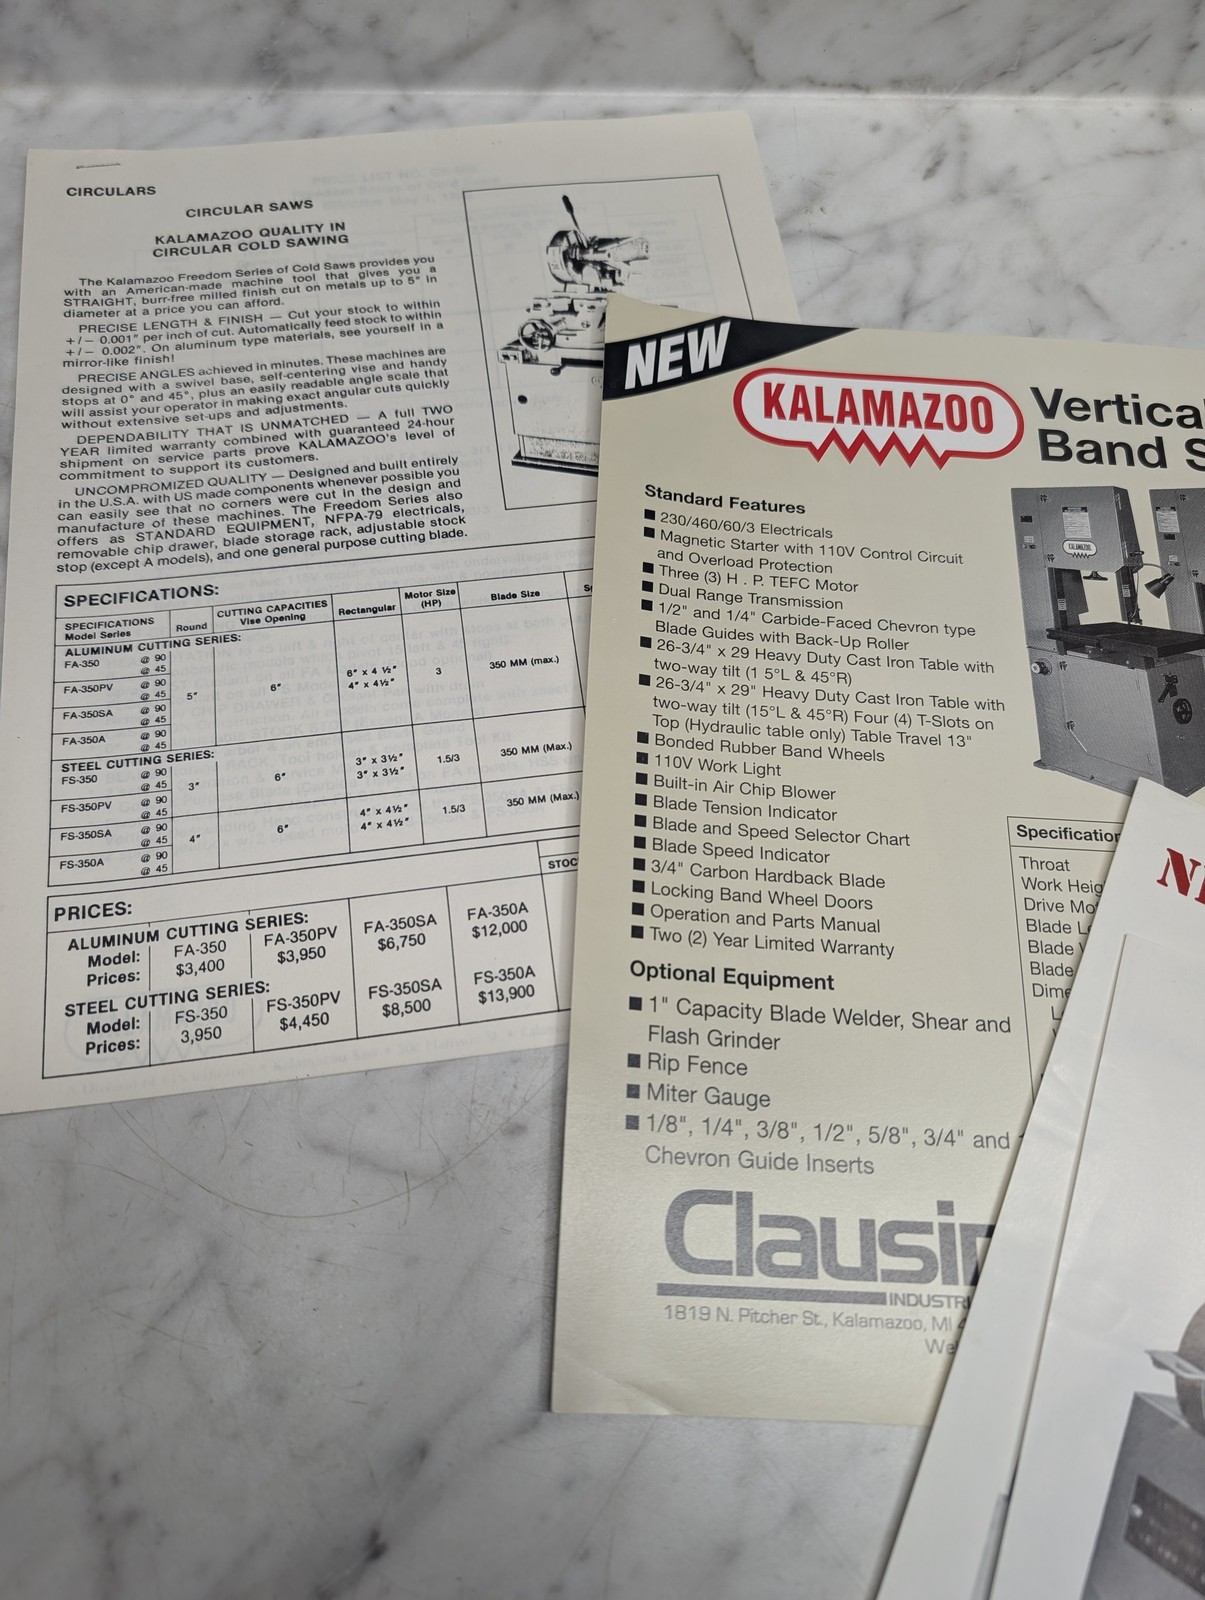 CIRCULARS
CIRCULAR SAWS
KALAMAZOO QUALITY IN
CIRCULAR COLD SAWING
The Kalamazoo Freedom Series of Cold Saws provides you
with an American-made machine tool that gives you a
STRAIGHT, burr-free milled finish cut on metals up to 5" in
diameter at a price you can afford.
PRECISE LENGTH & FINISH — Cut your stock to within
+/− 0.001" per inch of cut. Automatically feed stock to within
+/− 0.002". On aluminum type materials, see yourself in a
mirror-like finish!
PRECISE ANGLES achieved in minutes. These machines are
designed with a swivel base, self-centering vise and handy
stops at 0° and 45°, plus an easily readable angle scale that
will assist your operator in making exact angular cuts quickly
without extensive set-ups and adjustments.
DEPENDABILITY THAT IS UNMATCHED — A full TWO
YEAR limited warranty combined with guaranteed 24-hour
shipment on service parts prove KALAMAZOO's level of
commitment to support its customers.
UNCOMPROMIZED QUALITY — Designed and built entirely
in the U.S.A. with US made components whenever possible you
can easily see that no corners were cut in the design and
manufacture of these machines. The Freedom Series also
offers as STANDARD EQUIPMENT, NFPA-79 electricals,
removable chip drawer, blade storage rack, adjustable stock
stop (except A models), and one general purpose cutting blade.
SPECIFICATIONS:
SPECIFICATIONS Model Series Round CUTTING CAPACITIES Vise Opening Rectangular Motor Size (HP) Blade Size
ALUMINUM CUTTING SERIES:
FA-350 @ 90
@ 45
FA-350PV @ 90
@ 45
FA-350SA @ 90
@ 45
FA-350A @ 90
@ 45
5" 6" 6" x 4 ½" 3 350 MM (max.)
4" x 4½"
STEEL CUTTING SERIES:
FS-350 @ 90
@ 45
FS-350PV @ 90
@ 45
3" 6" 3" x 3½" 1.5/3 350 MM (Max.)
3" x 3½"
FS-350SA @ 90
@ 45
FS-350A @ 90
@ 45
4" 6" 4" x 4½" 1.5/3 350 MM (Max.)
4" x 4½"
STOC
PRICES:
ALUMINUM CUTTING SERIES:
Model: FA-350 FA-350PV FA-350SA FA-350A
Prices: $3,400 $3,950 $6,750 $12,000
STEEL CUTTING SERIES:
Model: FS-350 FS-350PV FS-350SA FS-350A
Prices: 3,950 $4,450 $8,500 $13,900
NEW
KALAMAZOO
Vertica
Band S
KALAMAZOO
Standard Features
■ 230/460/60/3 Electricals
■ Magnetic Starter with 110V Control Circuit
and Overload Protection
■ Three (3) H . P. TEFC Motor
■ Dual Range Transmission
■ 1/2" and 1/4" Carbide-Faced Chevron type
Blade Guides with Back-Up Roller
■ 26-3/4" x 29 Heavy Duty Cast Iron Table with
two-way tilt (1 5°L & 45°R)
■ 26-3/4" x 29" Heavy Duty Cast Iron Table with
two-way tilt (15°L & 45°R) Four (4) T-Slots on
Top (Hydraulic table only) Table Travel 13"
■ Bonded Rubber Band Wheels
■ 110V Work Light
■ Built-in Air Chip Blower
■ Blade Tension Indicator
■ Blade and Speed Selector Chart
■ Blade Speed Indicator
■ 3/4" Carbon Hardback Blade
■ Locking Band Wheel Doors
■ Operation and Parts Manual
■ Two (2) Year Limited Warranty
Optional Equipment
■ 1" Capacity Blade Welder, Shear and
Flash Grinder
■ Rip Fence
■ Miter Gauge
■ 1/8", 1/4", 3/8", 1/2", 5/8", 3/4" and
Chevron Guide Inserts
Specification
Throat
Work Heig
Drive Mo
Blade L
Blade
Blade
Dime
L
Clausin
INDUSTRI
1819 N. Pitcher St., Kalamazoo, MI 4
We
N